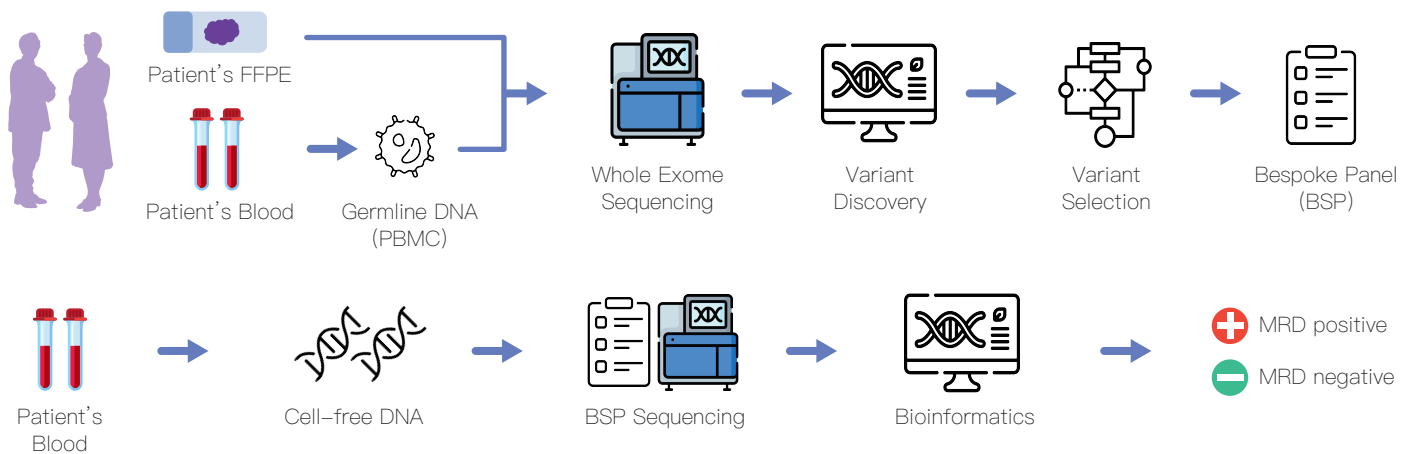 Patient's FFPE
Patient's Blood
Germline DNA
(PBMC)
Whole Exome
Sequencing
Variant
Discovery
Variant
Selection
Bespoke Panel
(BSP)
Patient's
Blood
Cell-free DNA
BSP Sequencing
Bioinformatics
MRD positive
MRD negative